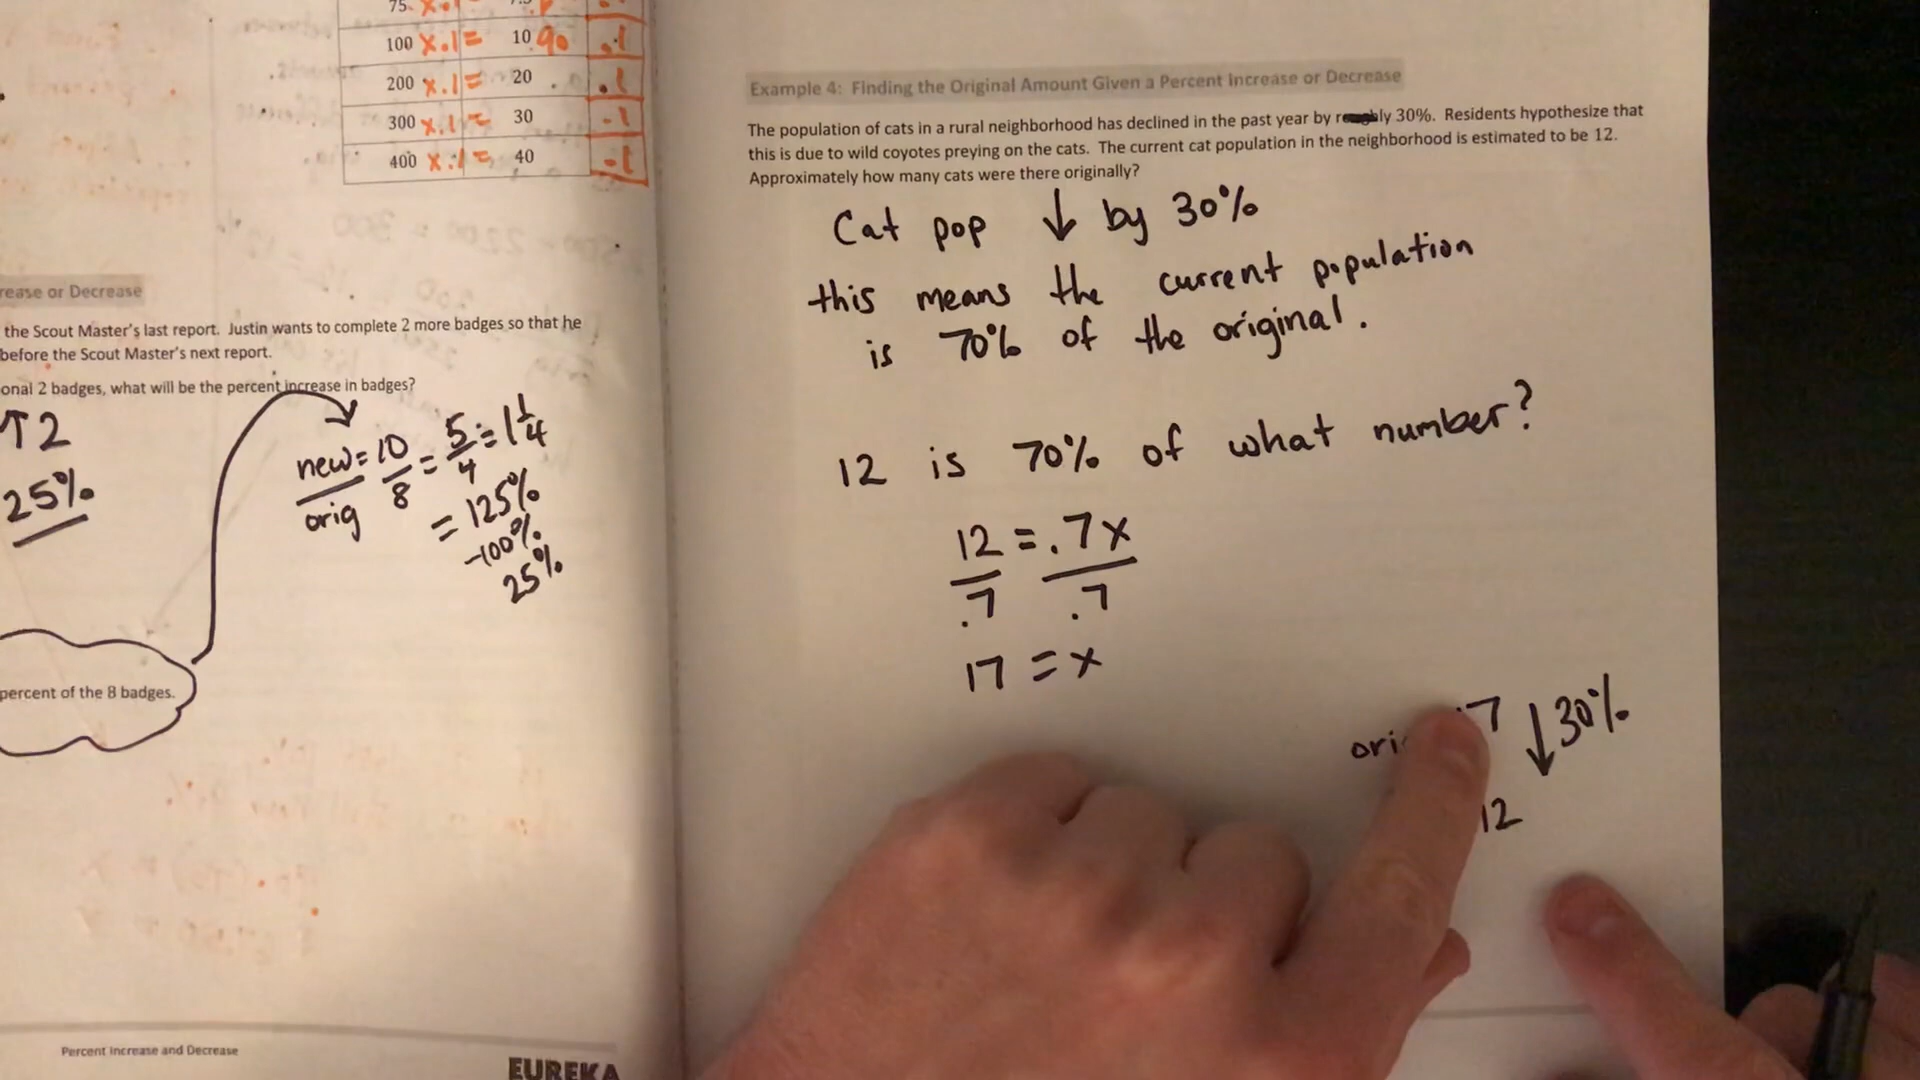 75 x.1=
100 x.1= 10 90 .1
200 x.1= 20 .1
300 x.1= 30 .1
400 x.1= 40 .1
rease or Decrease
the Scout Master's last report. Justin wants to complete 2 more badges so that he
before the Scout Master's next report.
onal 2 badges, what will be the percent increase in badges?
↑2
25%
new = 10 = 5 = 1 1/4
orig 8 4
= 125%
-100%
25%
percent of the 8 badges.
Percent Increase and Decrease
EUREKA
Example 4: Finding the Original Amount Given a Percent Increase or Decrease
The population of cats in a rural neighborhood has declined in the past year by roughly 30%. Residents hypothesize that
this is due to wild coyotes preying on the cats. The current cat population in the neighborhood is estimated to be 12.
Approximately how many cats were there originally?
Cat pop ↓ by 30%
this means the current population
is 70% of the original.
12 is 70% of what number?
12 = .7x
.7 .7
17 = x
ori 7 ↓30%
12